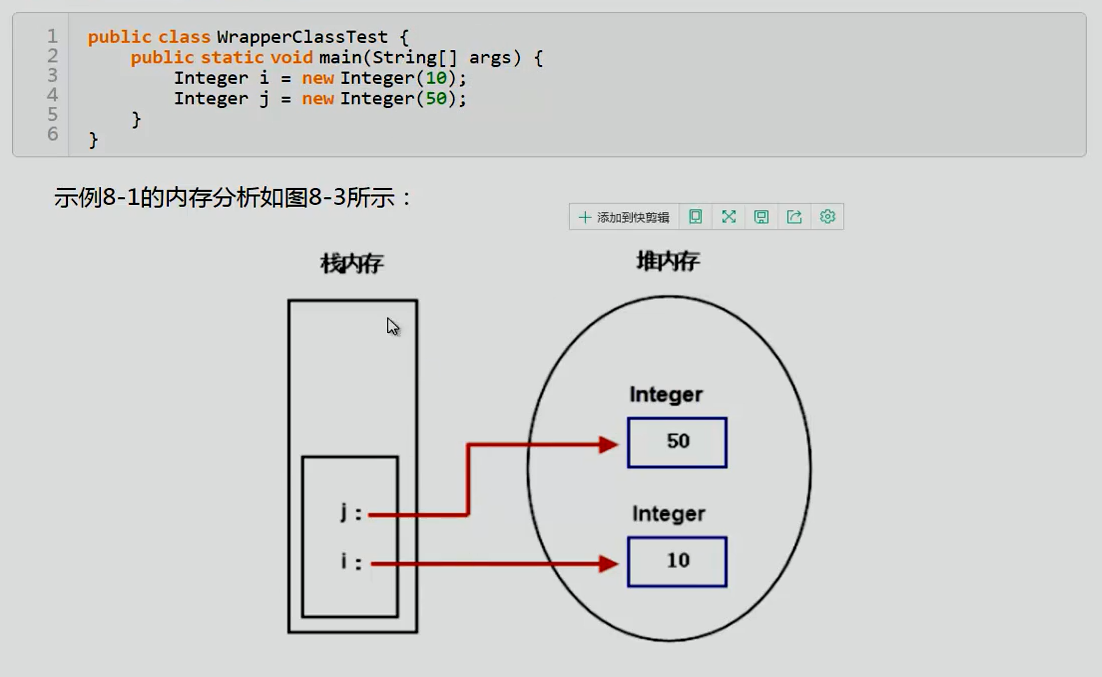 1 public class WrapperClassTest {
2 public static void main(String[] args) {
3 Integer i = new Integer(10);
4 Integer j = new Integer(50);
5 }
6 }
示例8-1的内存分析如图8-3所示：
添加到快剪辑
栈内存
堆内存
Integer
50
j :
Integer
i :
10